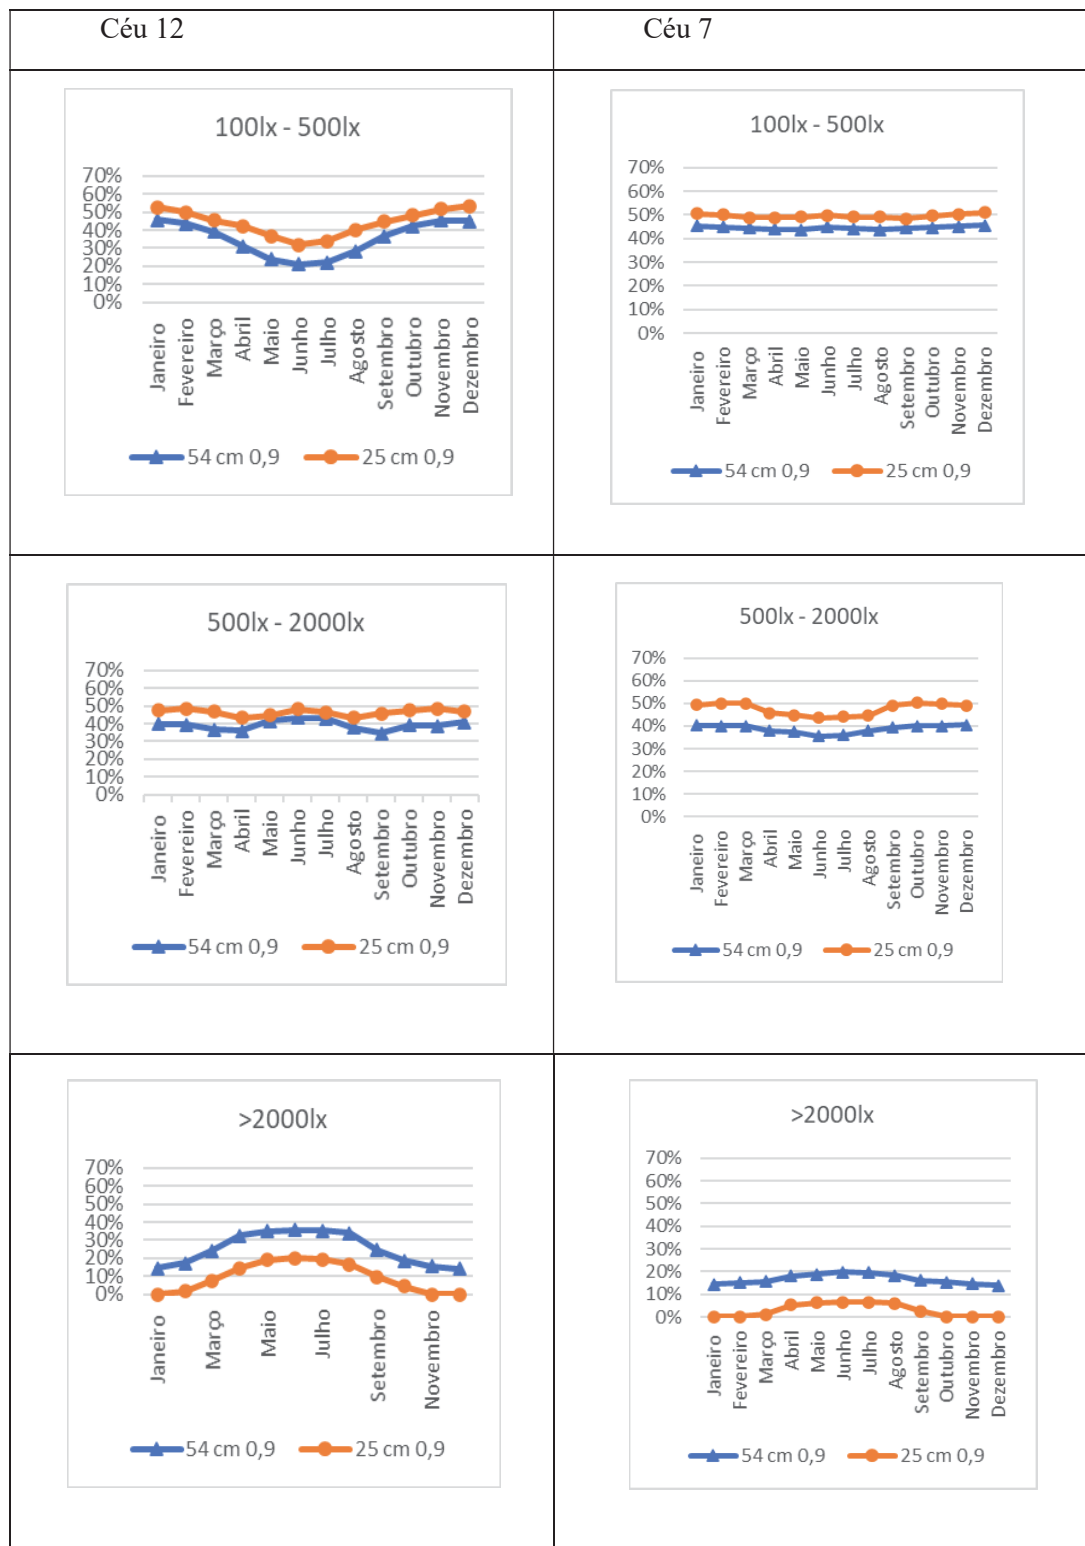 Céu 12
Céu 7
100lx - 500lx
70%
60%
50%
40%
30%
20%
10%
0%
Janeiro
Fevereiro
Março
Abril
Maio
Junho
Julho
Agosto
Setembro
Outubro
Novembro
Dezembro
54 cm 0,9
25 cm 0,9
100lx - 500lx
70%
60%
50%
40%
30%
20%
10%
0%
Janeiro
Fevereiro
Março
Abril
Maio
Junho
Julho
Agosto
Setembro
Outubro
Novembro
Dezembro
54 cm 0,9
25 cm 0,9
500lx - 2000lx
70%
60%
50%
40%
30%
20%
10%
0%
Janeiro
Fevereiro
Março
Abril
Maio
Junho
Julho
Agosto
Setembro
Outubro
Novembro
Dezembro
54 cm 0,9
25 cm 0,9
500lx - 2000lx
70%
60%
50%
40%
30%
20%
10%
0%
Janeiro
Fevereiro
Março
Abril
Maio
Junho
Julho
Agosto
Setembro
Outubro
Novembro
Dezembro
54 cm 0,9
25 cm 0,9
>2000lx
70%
60%
50%
40%
30%
20%
10%
0%
Janeiro
Março
Maio
Julho
Setembro
Novembro
54 cm 0,9
25 cm 0,9
>2000lx
70%
60%
50%
40%
30%
20%
10%
0%
Janeiro
Fevereiro
Março
Abril
Maio
Junho
Julho
Agosto
Setembro
Outubro
Novembro
Dezembro
54 cm 0,9
25 cm 0,9